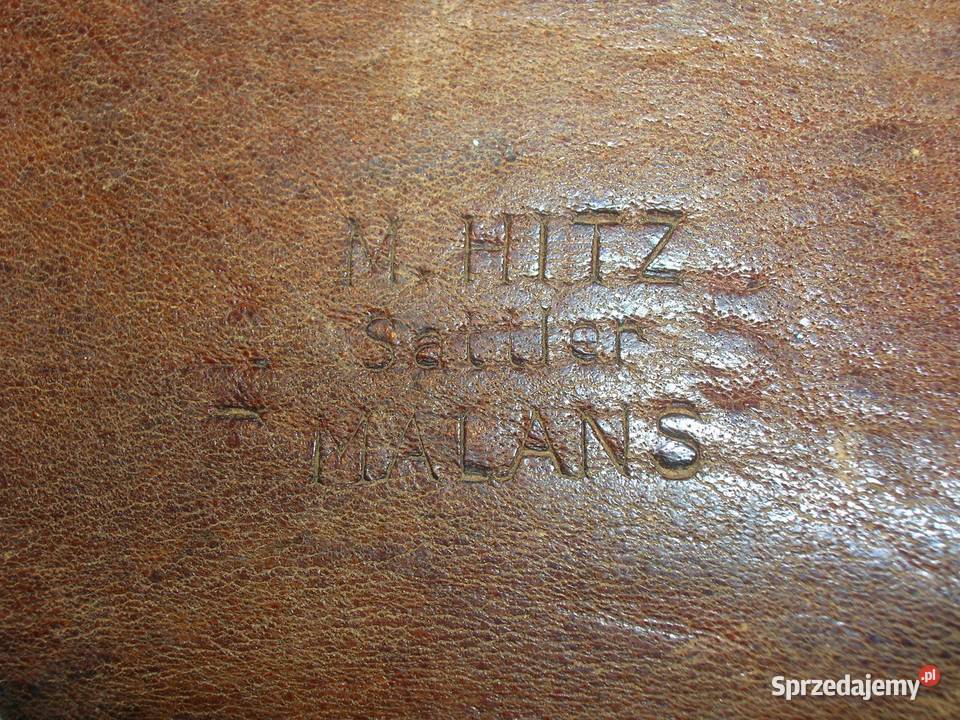 M. HITZ
Sattler
MALANS
Sprzedajemy.pl